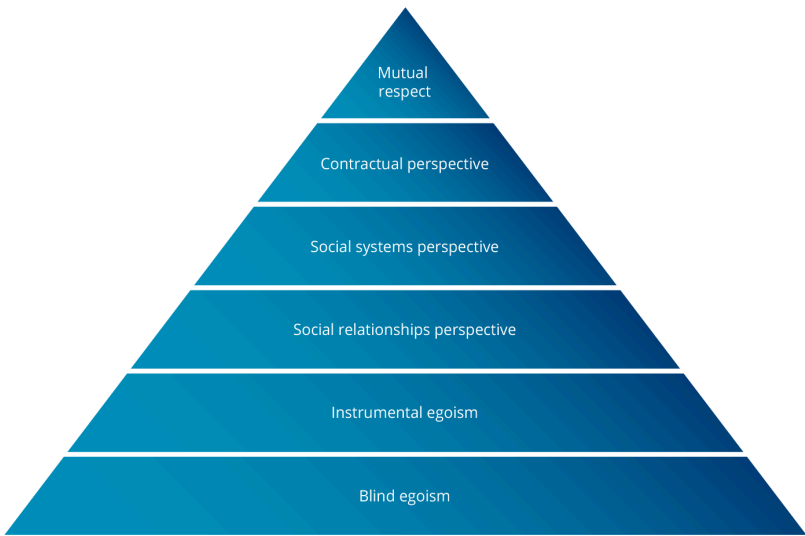 Mutual
respect
Contractual perspective
Social systems perspective
Social relationships perspective
Instrumental egoism
Blind egoism